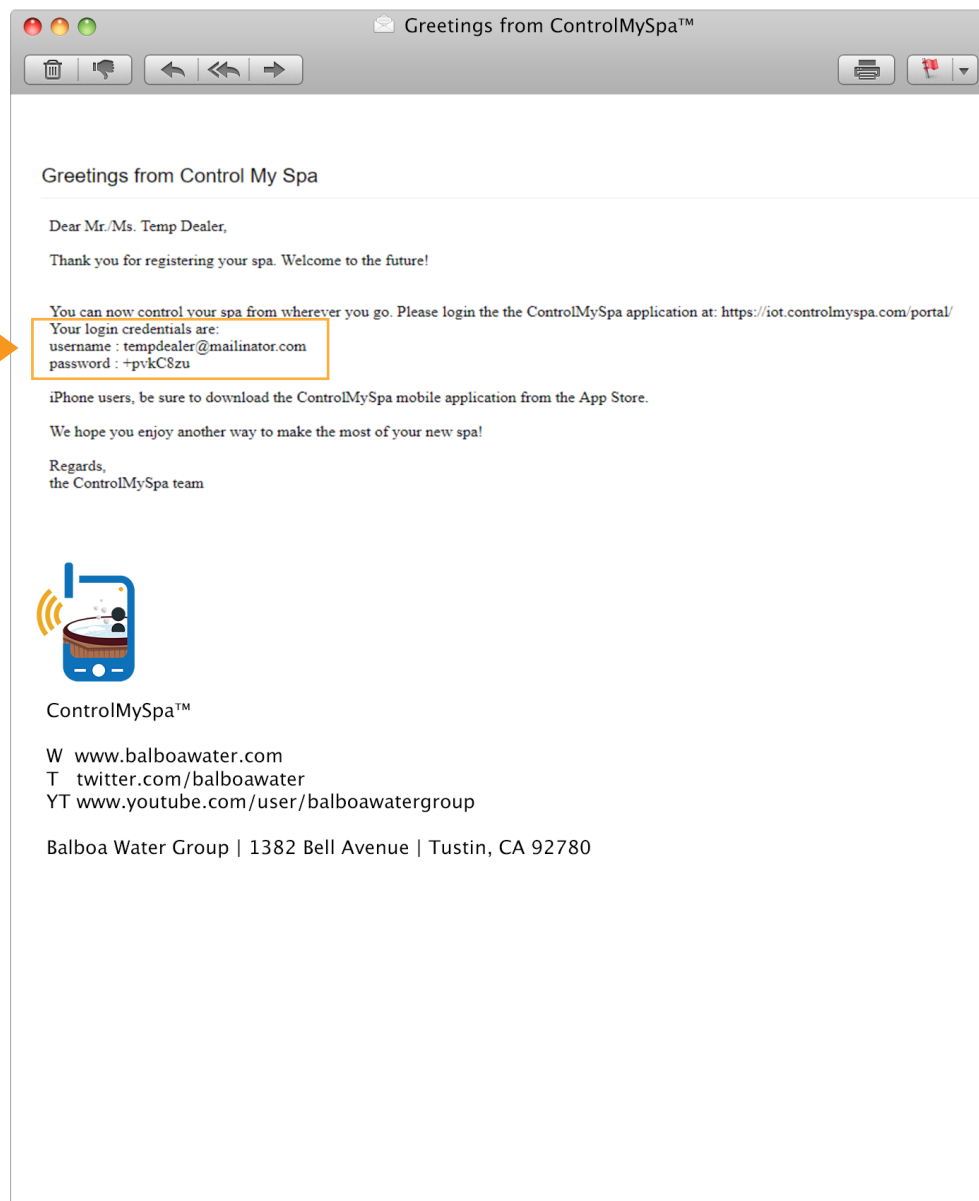 Greetings from ControlMySpa™
Greetings from Control My Spa
Dear Mr./Ms. Temp Dealer,
Thank you for registering your spa. Welcome to the future!
You can now control your spa from wherever you go. Please login the the ControlMySpa application at: https://iot.controlmyspa.com/portal/
Your login credentials are:
username : tempdealer@mailinator.com
password : +pvkC8zu
iPhone users, be sure to download the ControlMySpa mobile application from the App Store.
We hope you enjoy another way to make the most of your new spa!
Regards,
the ControlMySpa team
ControlMySpa™
W www.balboawater.com
T twitter.com/balboawater
YT www.youtube.com/user/balboawatergroup
Balboa Water Group | 1382 Bell Avenue | Tustin, CA 92780